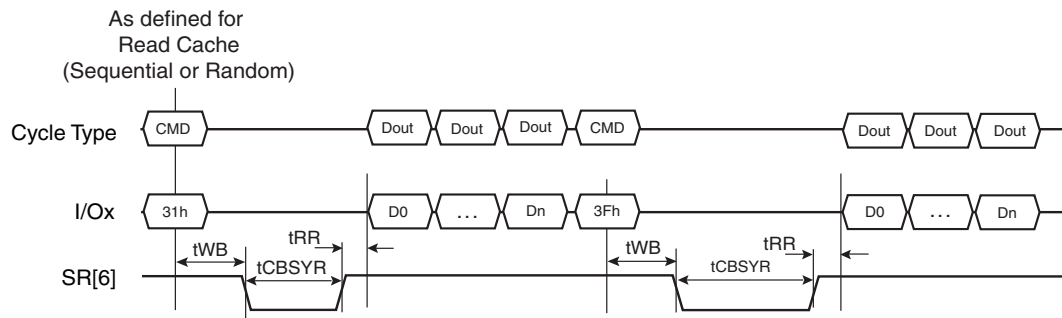 As defined for
Read Cache
(Sequential or Random)
Cycle Type CMD Dout Dout Dout CMD Dout Dout Dout
I/Ox 31h D0 ... Dn 3Fh D0 ... Dn
tWB tRR tWB tRR
SR[6] tCBSYR tCBSYR